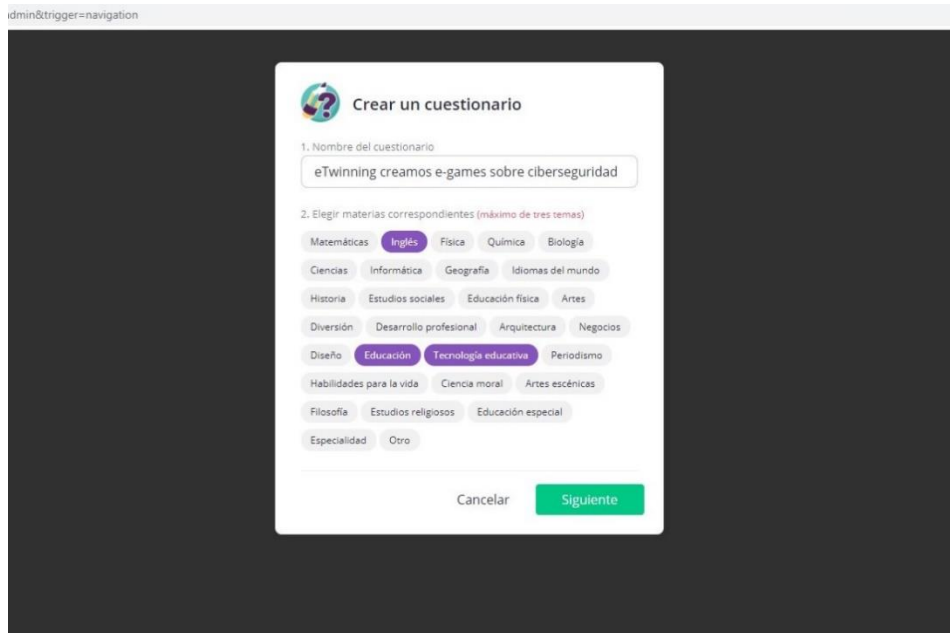 dmin&trigger=navigation
Crear un cuestionario
1. Nombre del cuestionario
eTwinning creamos e-games sobre ciberseguridad
2. Elegir materias correspondientes (máximo de tres temas)
Matemáticas Inglés Física Química Biología
Ciencias Informática Geografía Idiomas del mundo
Historia Estudios sociales Educación física Artes
Diversión Desarrollo profesional Arquitectura Negocios
Diseño Educación Tecnología educativa Periodismo
Habilidades para la vida Ciencia moral Artes escénicas
Filosofía Estudios religiosos Educación especial
Especialidad Otro
Cancelar Siguiente